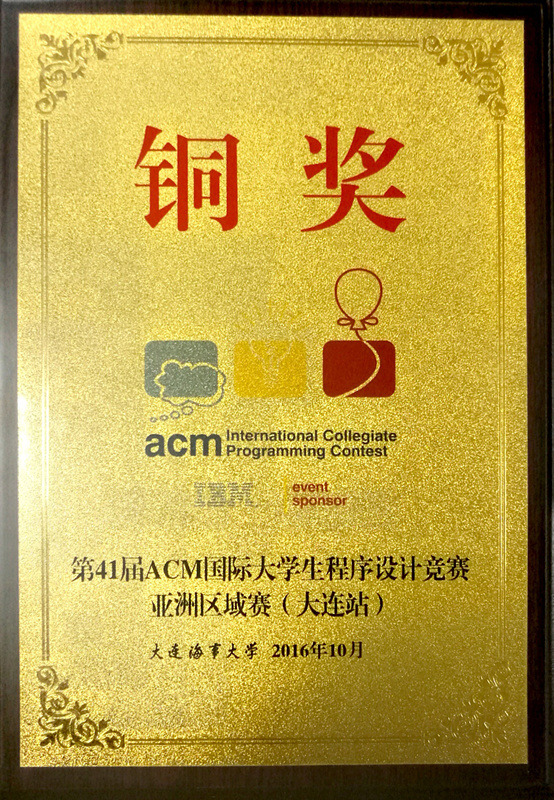 铜奖
acm International Collegiate
Programming Contest
IBM event
sponsor
第41届ACM国际大学生程序设计竞赛
亚洲区域赛（大连站）
大连海事大学 2016年10月